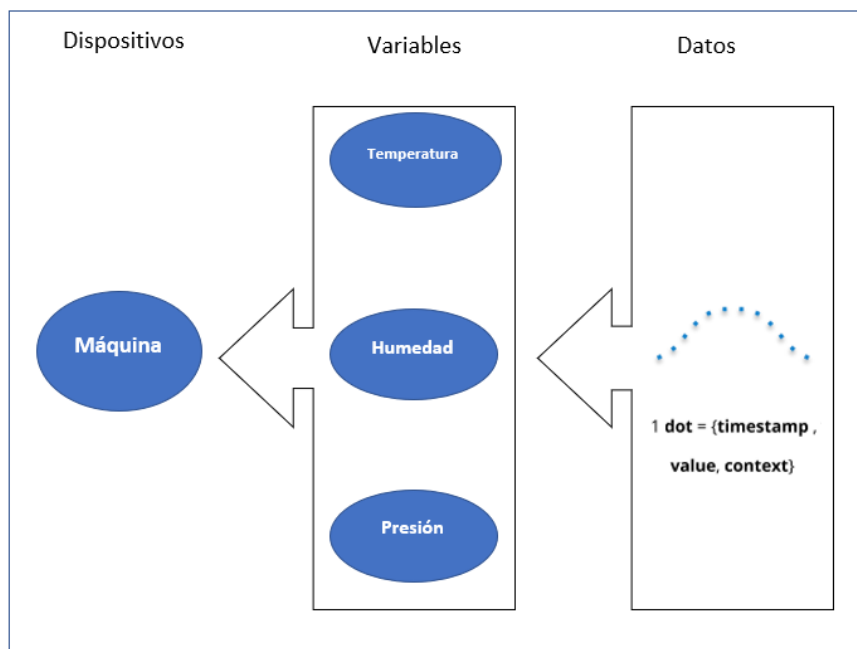 Dispositivos
Variables
Datos
Temperatura
Máquina
Humedad
Presión
1 dot = {timestamp ,
value, context}